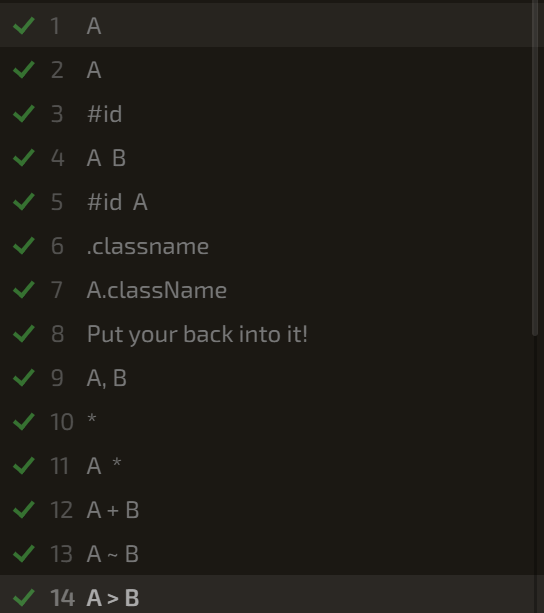 1 A
2 A
3 #id
4 A B
5 #id A
6 .classname
7 A.className
8 Put your back into it!
9 A, B
10 *
11 A *
12 A + B
13 A ~ B
14 A > B